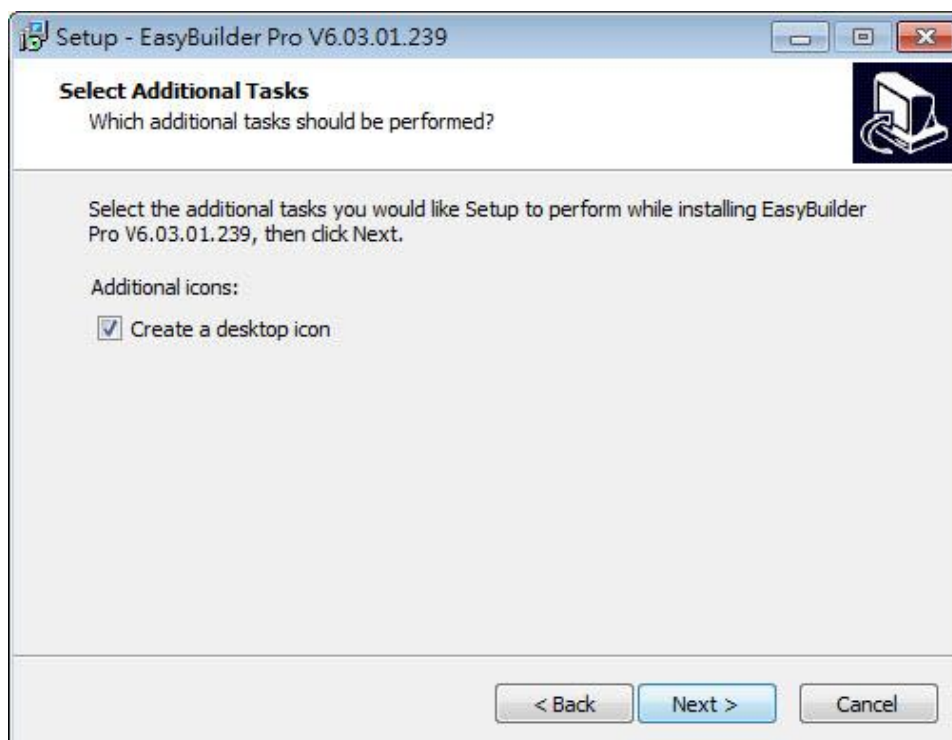 Setup - EasyBuilder Pro V6.03.01.239
Select Additional Tasks
Which additional tasks should be performed?
Select the additional tasks you would like Setup to perform while installing EasyBuilder
Pro V6.03.01.239, then click Next.
Additional icons:
Create a desktop icon
< Back
Next >
Cancel